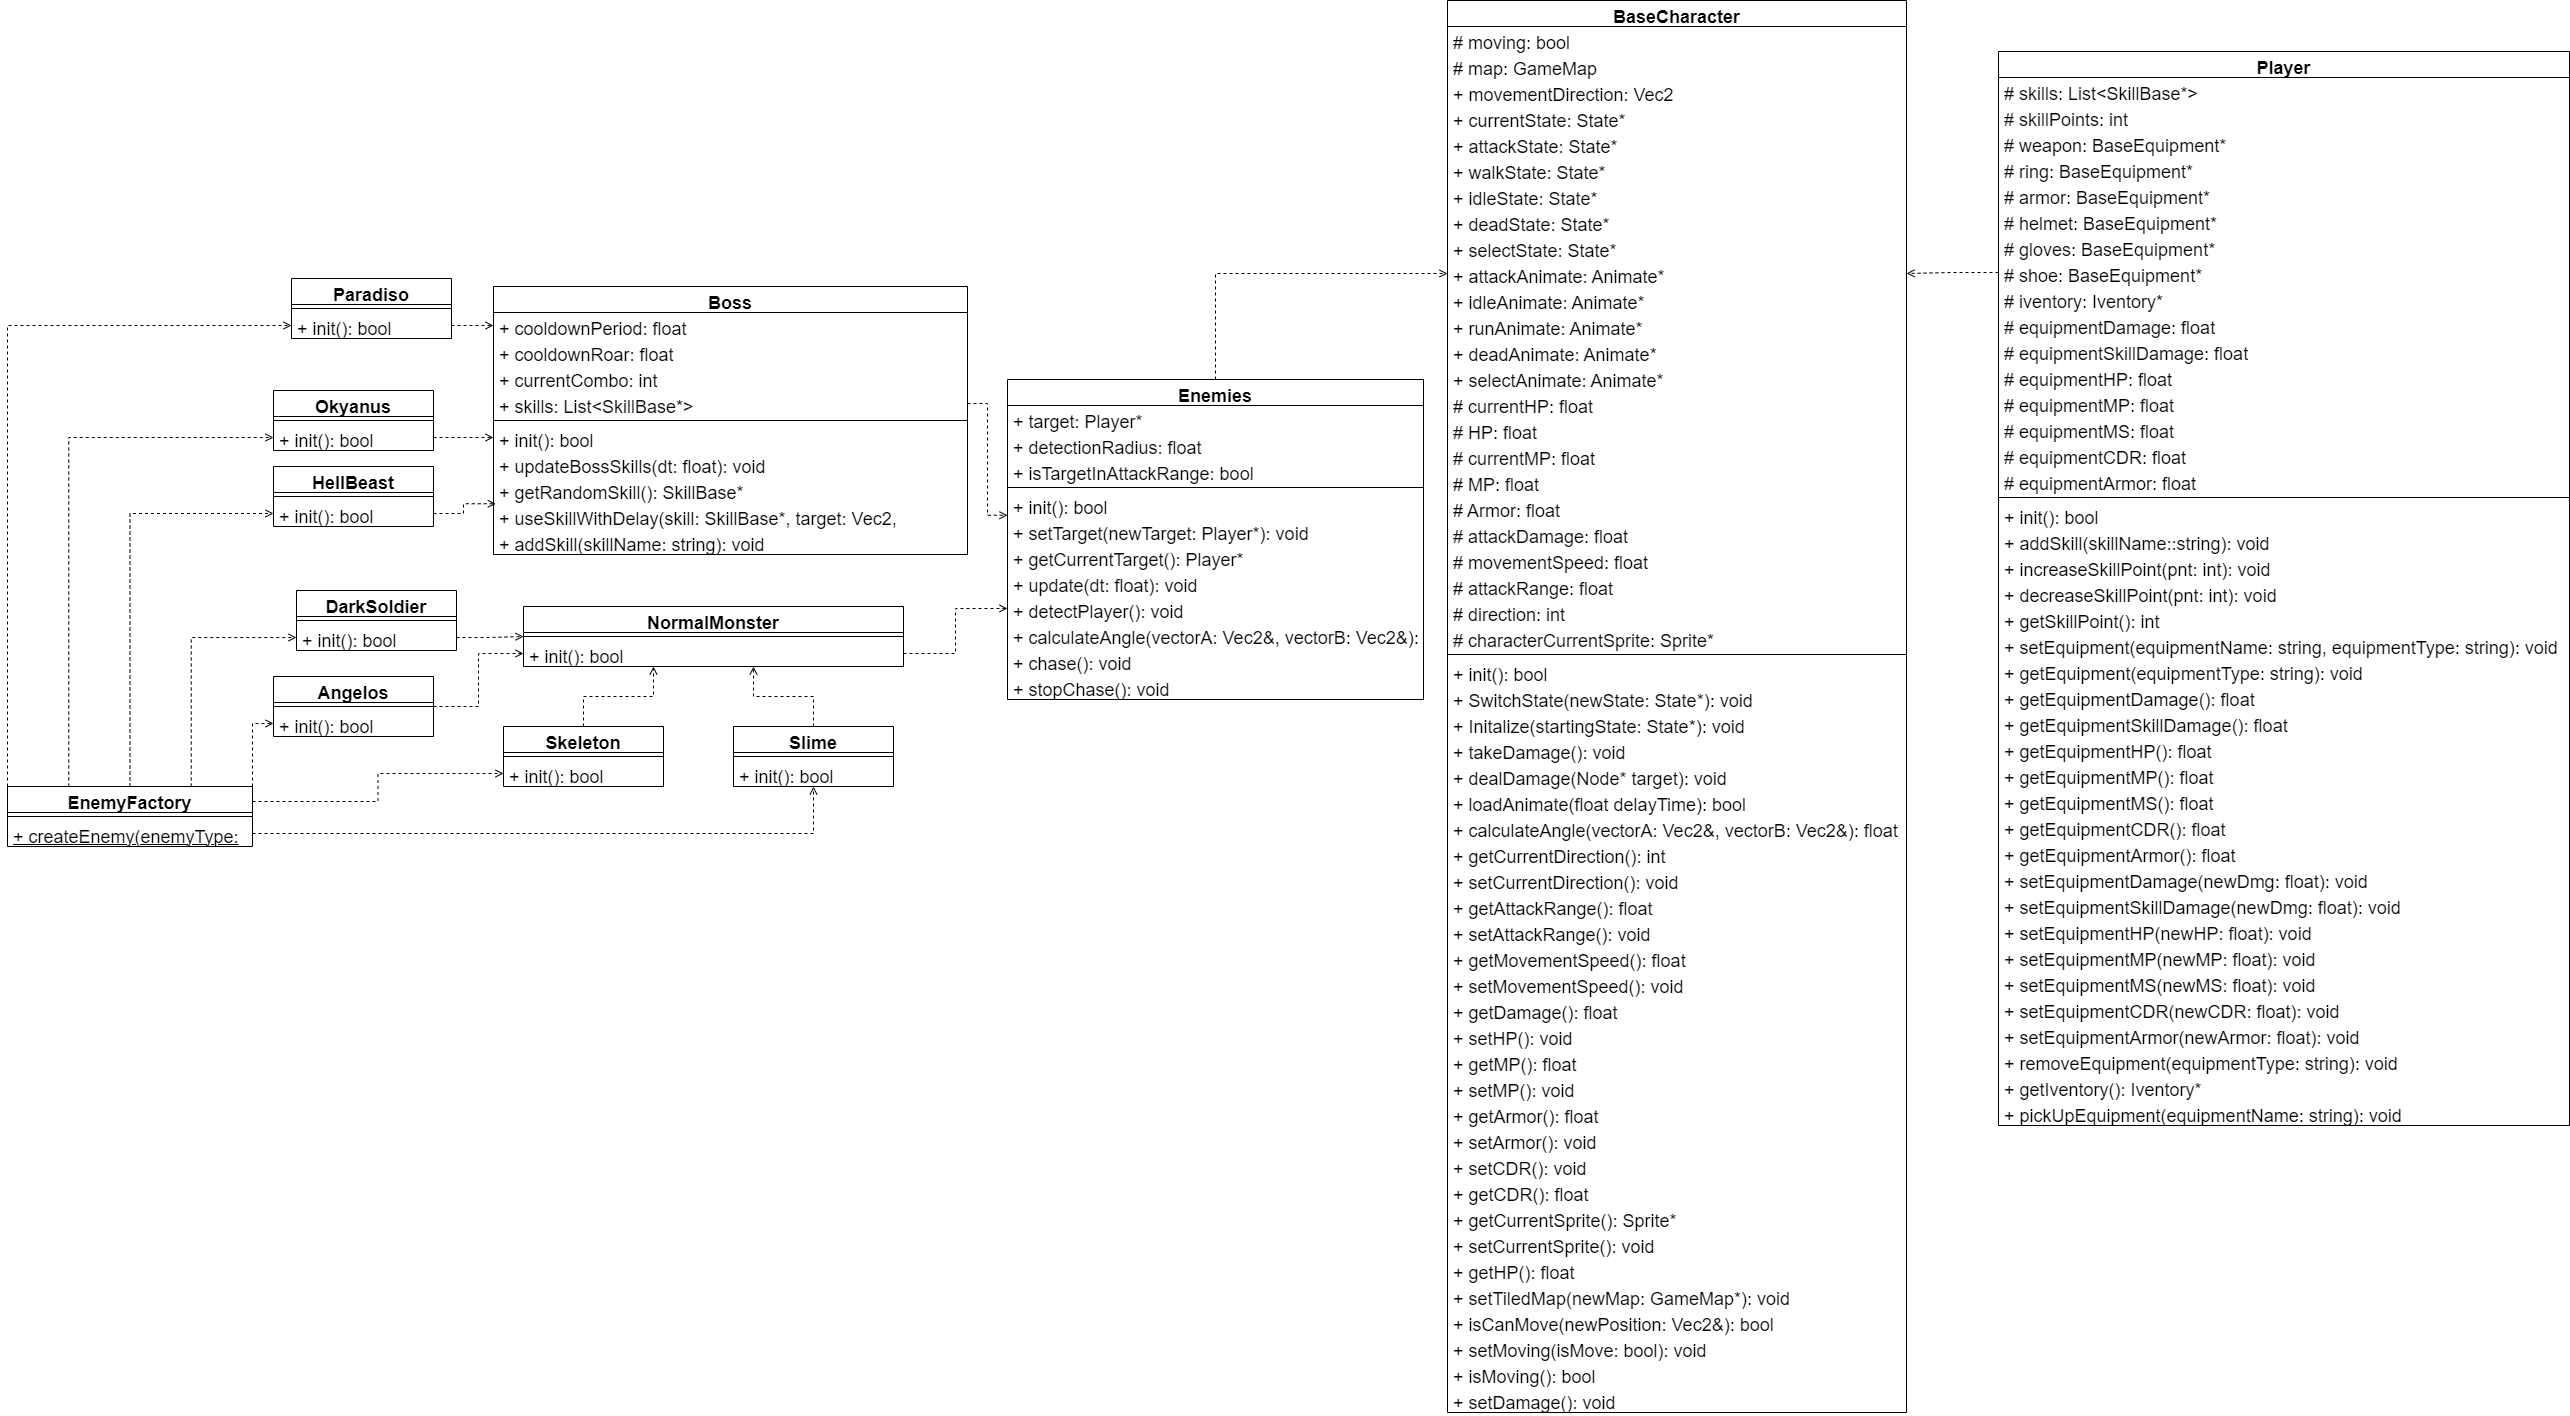 BaseCharacter
# moving: bool
# map: GameMap
+ movementDirection: Vec2
+ currentState: State*
+ attackState: State*
+ walkState: State*
+ idleState: State*
+ deadState: State*
+ selectState: State*
+ attackAnimate: Animate*
+ idleAnimate: Animate*
+ runAnimate: Animate*
+ deadAnimate: Animate*
+ selectAnimate: Animate*
# currentHP: float
# HP: float
# currentMP: float
# MP: float
# Armor: float
# attackDamage: float
# movementSpeed: float
# attackRange: float
# direction: int
# characterCurrentSprite: Sprite*
+ init(): bool
+ SwitchState(newState: State*): void
+ Initalize(startingState: State*): void
+ takeDamage(): void
+ dealDamage(Node* target): void
+ loadAnimate(float delayTime): bool
+ calculateAngle(vectorA: Vec2&, vectorB: Vec2&): float
+ getCurrentDirection(): int
+ setCurrentDirection(): void
+ getAttackRange(): float
+ setAttackRange(): void
+ getMovementSpeed(): float
+ setMovementSpeed(): void
+ getDamage(): float
+ setHP(): void
+ getMP(): float
+ setMP(): void
+ getArmor(): float
+ setArmor(): void
+ setCDR(): void
+ getCDR(): float
+ getCurrentSprite(): Sprite*
+ setCurrentSprite(): void
+ getHP(): float
+ setTiledMap(newMap: GameMap*): void
+ isCanMove(newPosition: Vec2&): bool
+ setMoving(isMove: bool): void
+ isMoving(): bool
+ setDamage(): void
Player
# skills: List<SkillBase*>
# skillPoints: int
# weapon: BaseEquipment*
# ring: BaseEquipment*
# armor: BaseEquipment*
# helmet: BaseEquipment*
# gloves: BaseEquipment*
# shoe: BaseEquipment*
# iventory: Iventory*
# equipmentDamage: float
# equipmentSkillDamage: float
# equipmentHP: float
# equipmentMP: float
# equipmentMS: float
# equipmentCDR: float
# equipmentArmor: float
+ init(): bool
+ addSkill(skillName::string): void
+ increaseSkillPoint(pnt: int): void
+ decreaseSkillPoint(pnt: int): void
+ getSkillPoint(): int
+ setEquipment(equipmentName: string, equipmentType: string): void
+ getEquipment(equipmentType: string): void
+ getEquipmentDamage(): float
+ getEquipmentSkillDamage(): float
+ getEquipmentHP(): float
+ getEquipmentMP(): float
+ getEquipmentMS(): float
+ getEquipmentCDR(): float
+ getEquipmentArmor(): float
+ setEquipmentDamage(newDmg: float): void
+ setEquipmentSkillDamage(newDmg: float): void
+ setEquipmentHP(newHP: float): void
+ setEquipmentMP(newMP: float): void
+ setEquipmentMS(newMS: float): void
+ setEquipmentCDR(newCDR: float): void
+ setEquipmentArmor(newArmor: float): void
+ removeEquipment(equipmentType: string): void
+ getIventory(): Iventory*
+ pickUpEquipment(equipmentName: string): void
Paradiso
+ init(): bool
Boss
+ cooldownPeriod: float
+ cooldownRoar: float
+ currentCombo: int
+ skills: List<SkillBase*>
+ init(): bool
+ updateBossSkills(dt: float): void
+ getRandomSkill(): SkillBase*
+ useSkillWithDelay(skill: SkillBase*, target: Vec2,
+ addSkill(skillName: string): void
Okyanus
+ init(): bool
HellBeast
+ init(): bool
Enemies
+ target: Player*
+ detectionRadius: float
+ isTargetInAttackRange: bool
+ init(): bool
+ setTarget(newTarget: Player*): void
+ getCurrentTarget(): Player*
+ update(dt: float): void
+ detectPlayer(): void
+ calculateAngle(vectorA: Vec2&, vectorB: Vec2&):
+ chase(): void
+ stopChase(): void
DarkSoldier
+ init(): bool
NormalMonster
+ init(): bool
Angelos
+ init(): bool
Skeleton
+ init(): bool
Slime
+ init(): bool
EnemyFactory
+ createEnemy(enemyType: